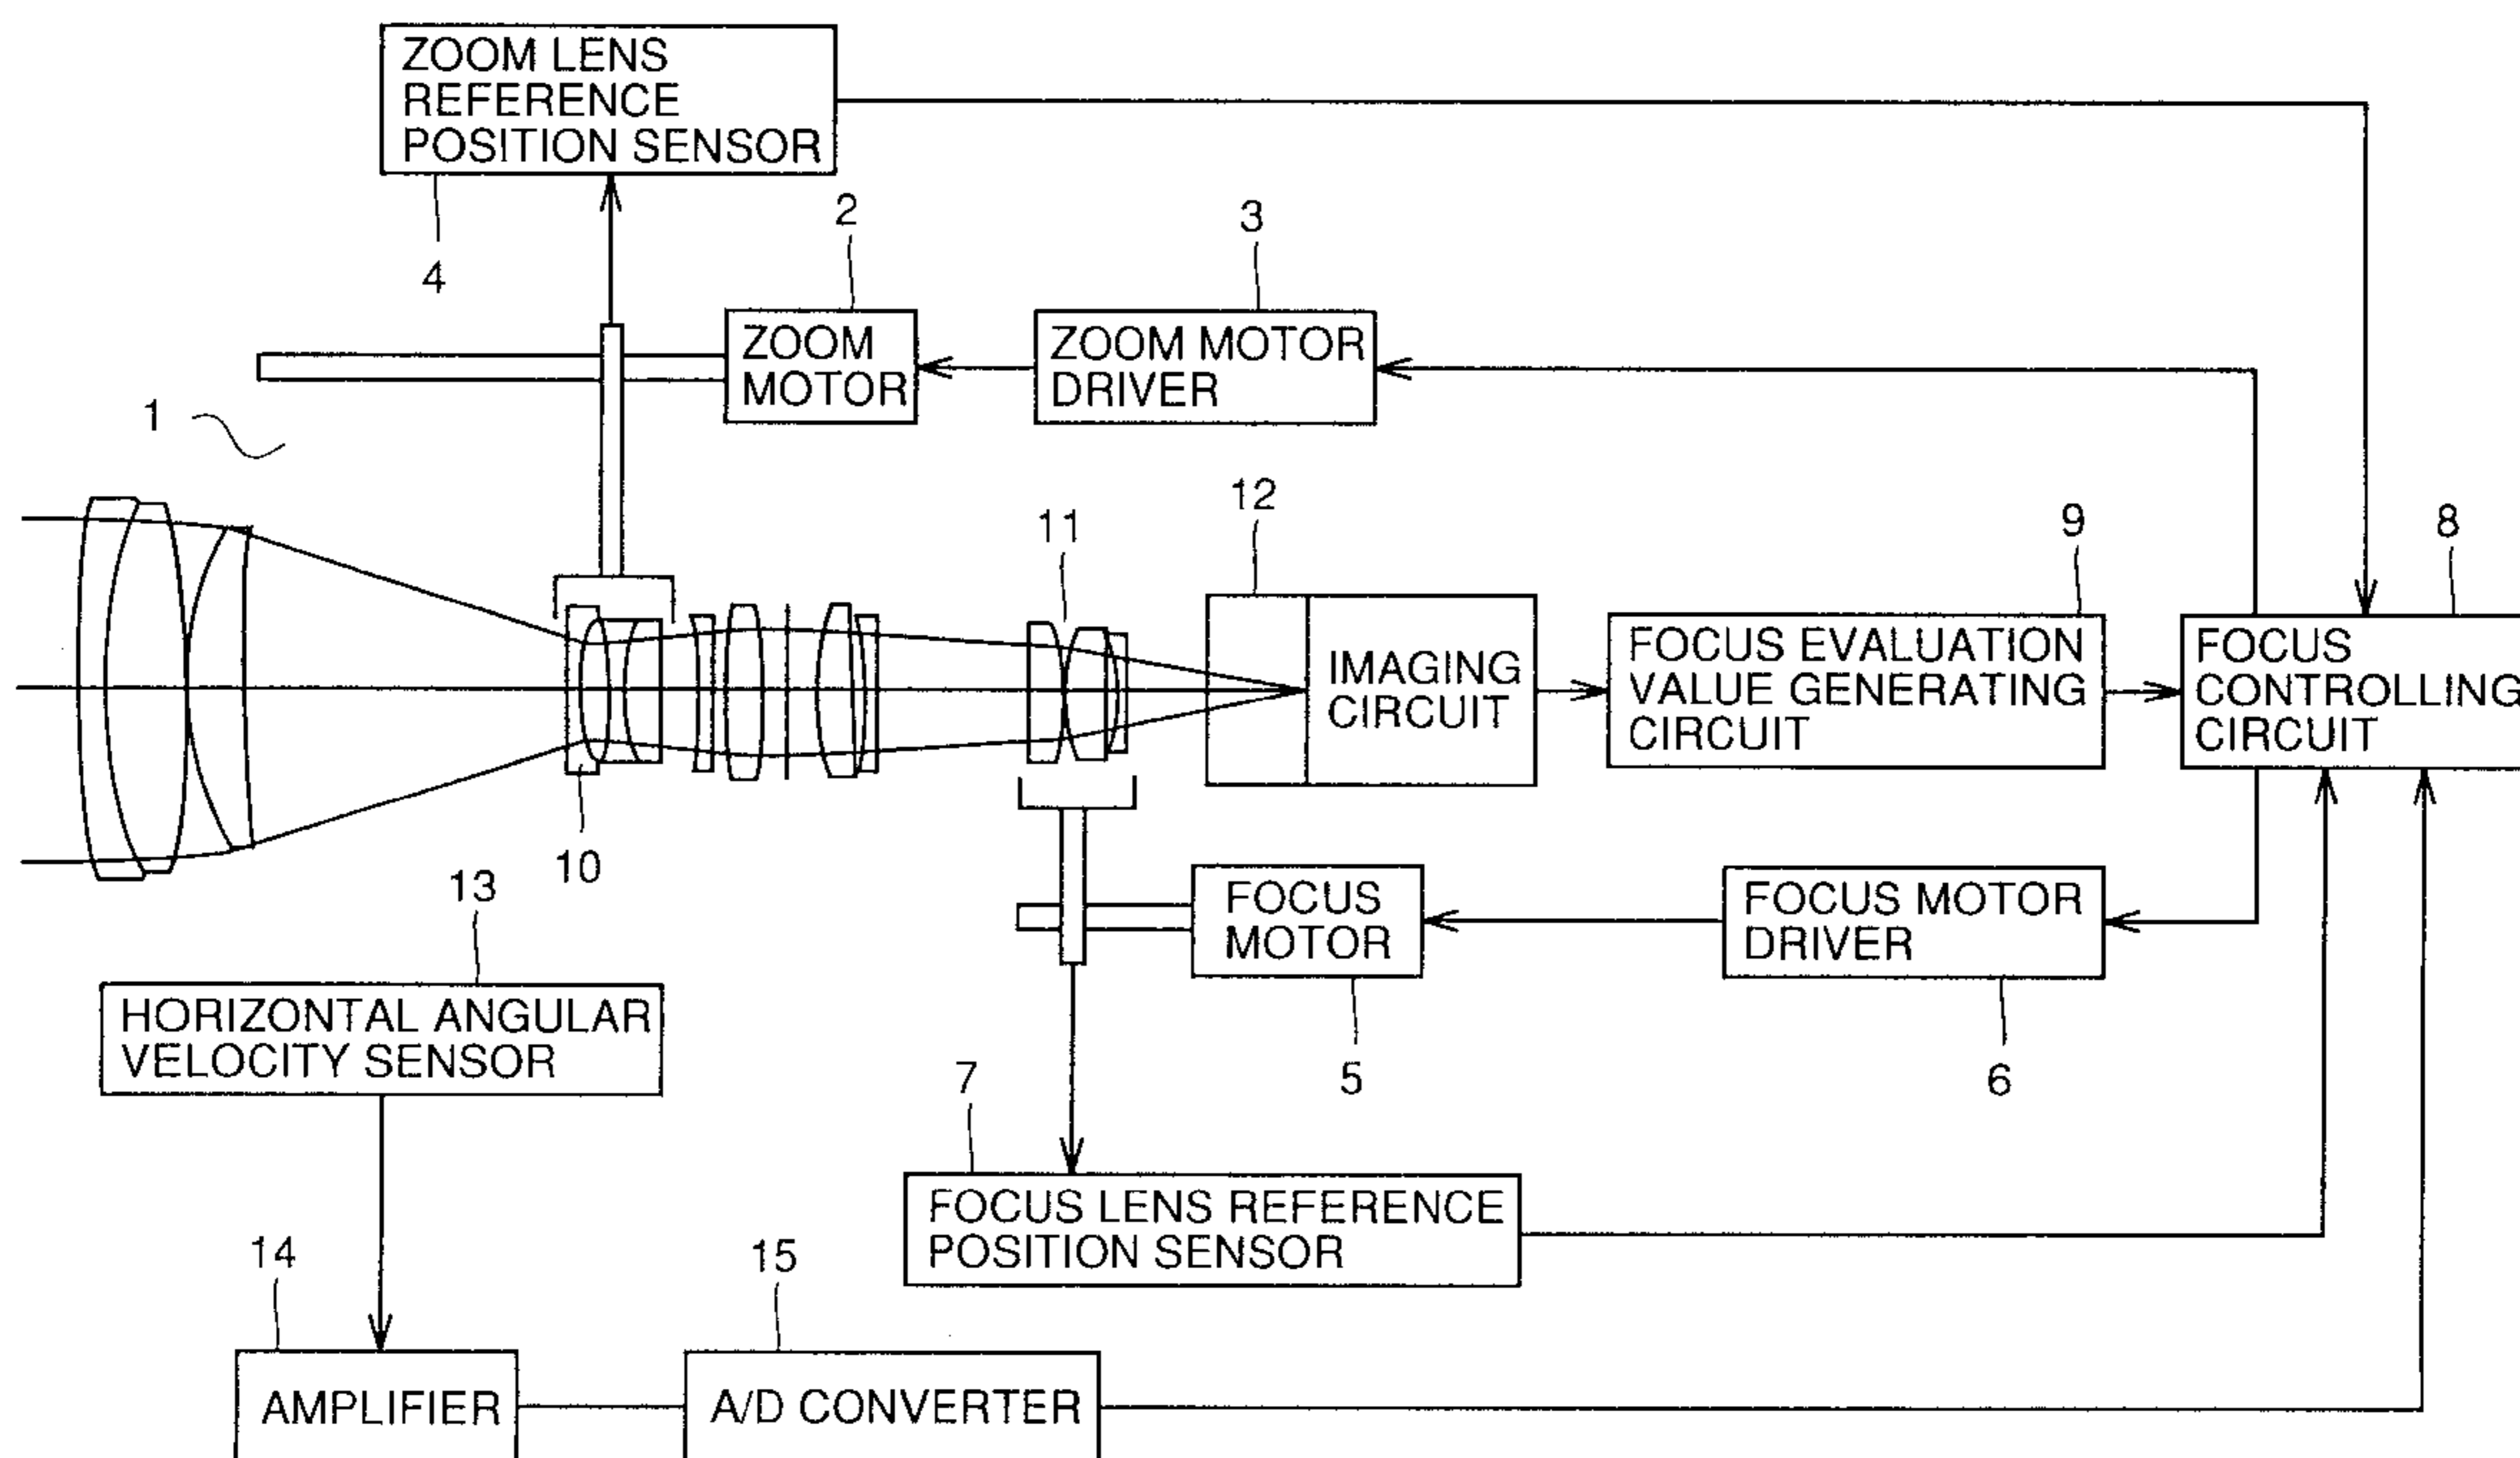 ZOOM LENS
REFERENCE
POSITION SENSOR
4
2
3
ZOOM
MOTOR
ZOOM MOTOR
DRIVER
1
12
11
9
8
IMAGING
CIRCUIT
FOCUS EVALUATION
VALUE GENERATING
CIRCUIT
FOCUS
CONTROLLING
CIRCUIT
10
13
FOCUS
MOTOR
FOCUS MOTOR
DRIVER
HORIZONTAL ANGULAR
VELOCITY SENSOR
7
5
6
FOCUS LENS REFERENCE
POSITION SENSOR
14
15
AMPLIFIER
A/D CONVERTER